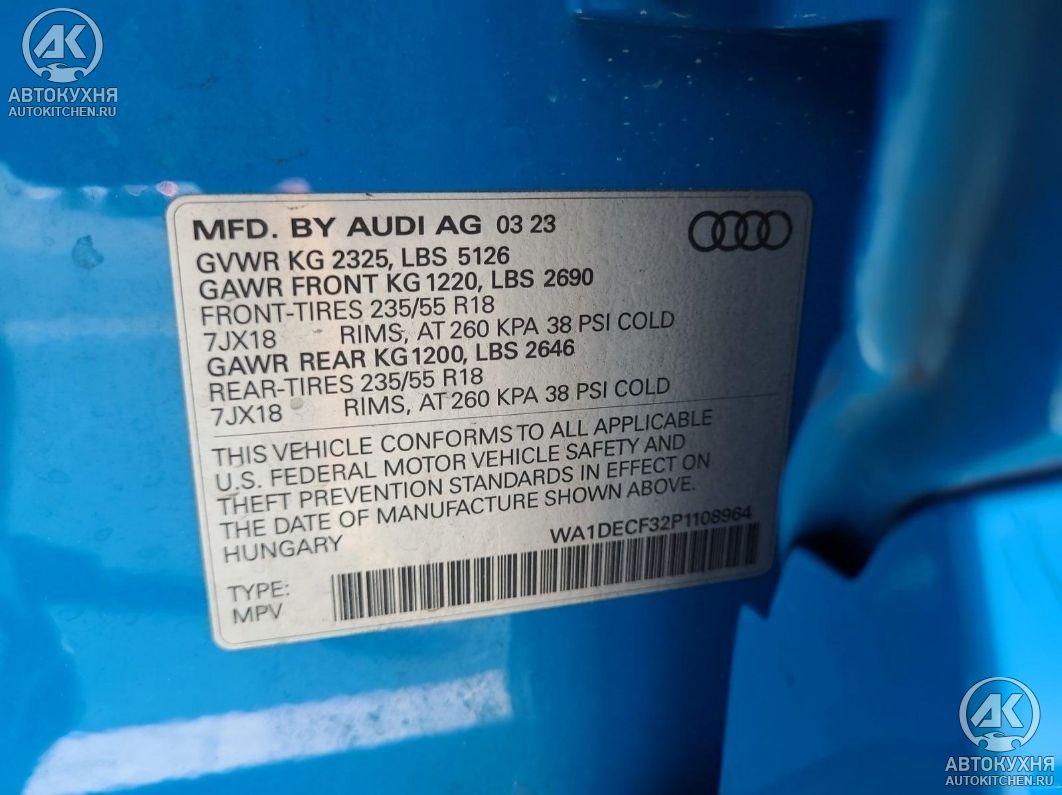 АК
АВТОКУХНЯ
AUTOKITCHEN.RU
MFD. BY AUDI AG 03 23
GVWR KG 2325, LBS 5126
GAWR FRONT KG 1220, LBS 2690
FRONT-TIRES 235/55 R18
7JX18 RIMS, AT 260 KPA 38 PSI COLD
GAWR REAR KG 1200, LBS 2646
REAR-TIRES 235/55 R18
7JX18 RIMS, AT 260 KPA 38 PSI COLD
THIS VEHICLE CONFORMS TO ALL APPLICABLE
U.S. FEDERAL MOTOR VEHICLE SAFETY AND
THEFT PREVENTION STANDARDS IN EFFECT ON
THE DATE OF MANUFACTURE SHOWN ABOVE.
HUNGARY WA1DECF32P1108964
TYPE:
MPV
АК
АВТОКУХНЯ
AUTOKITCHEN.RU